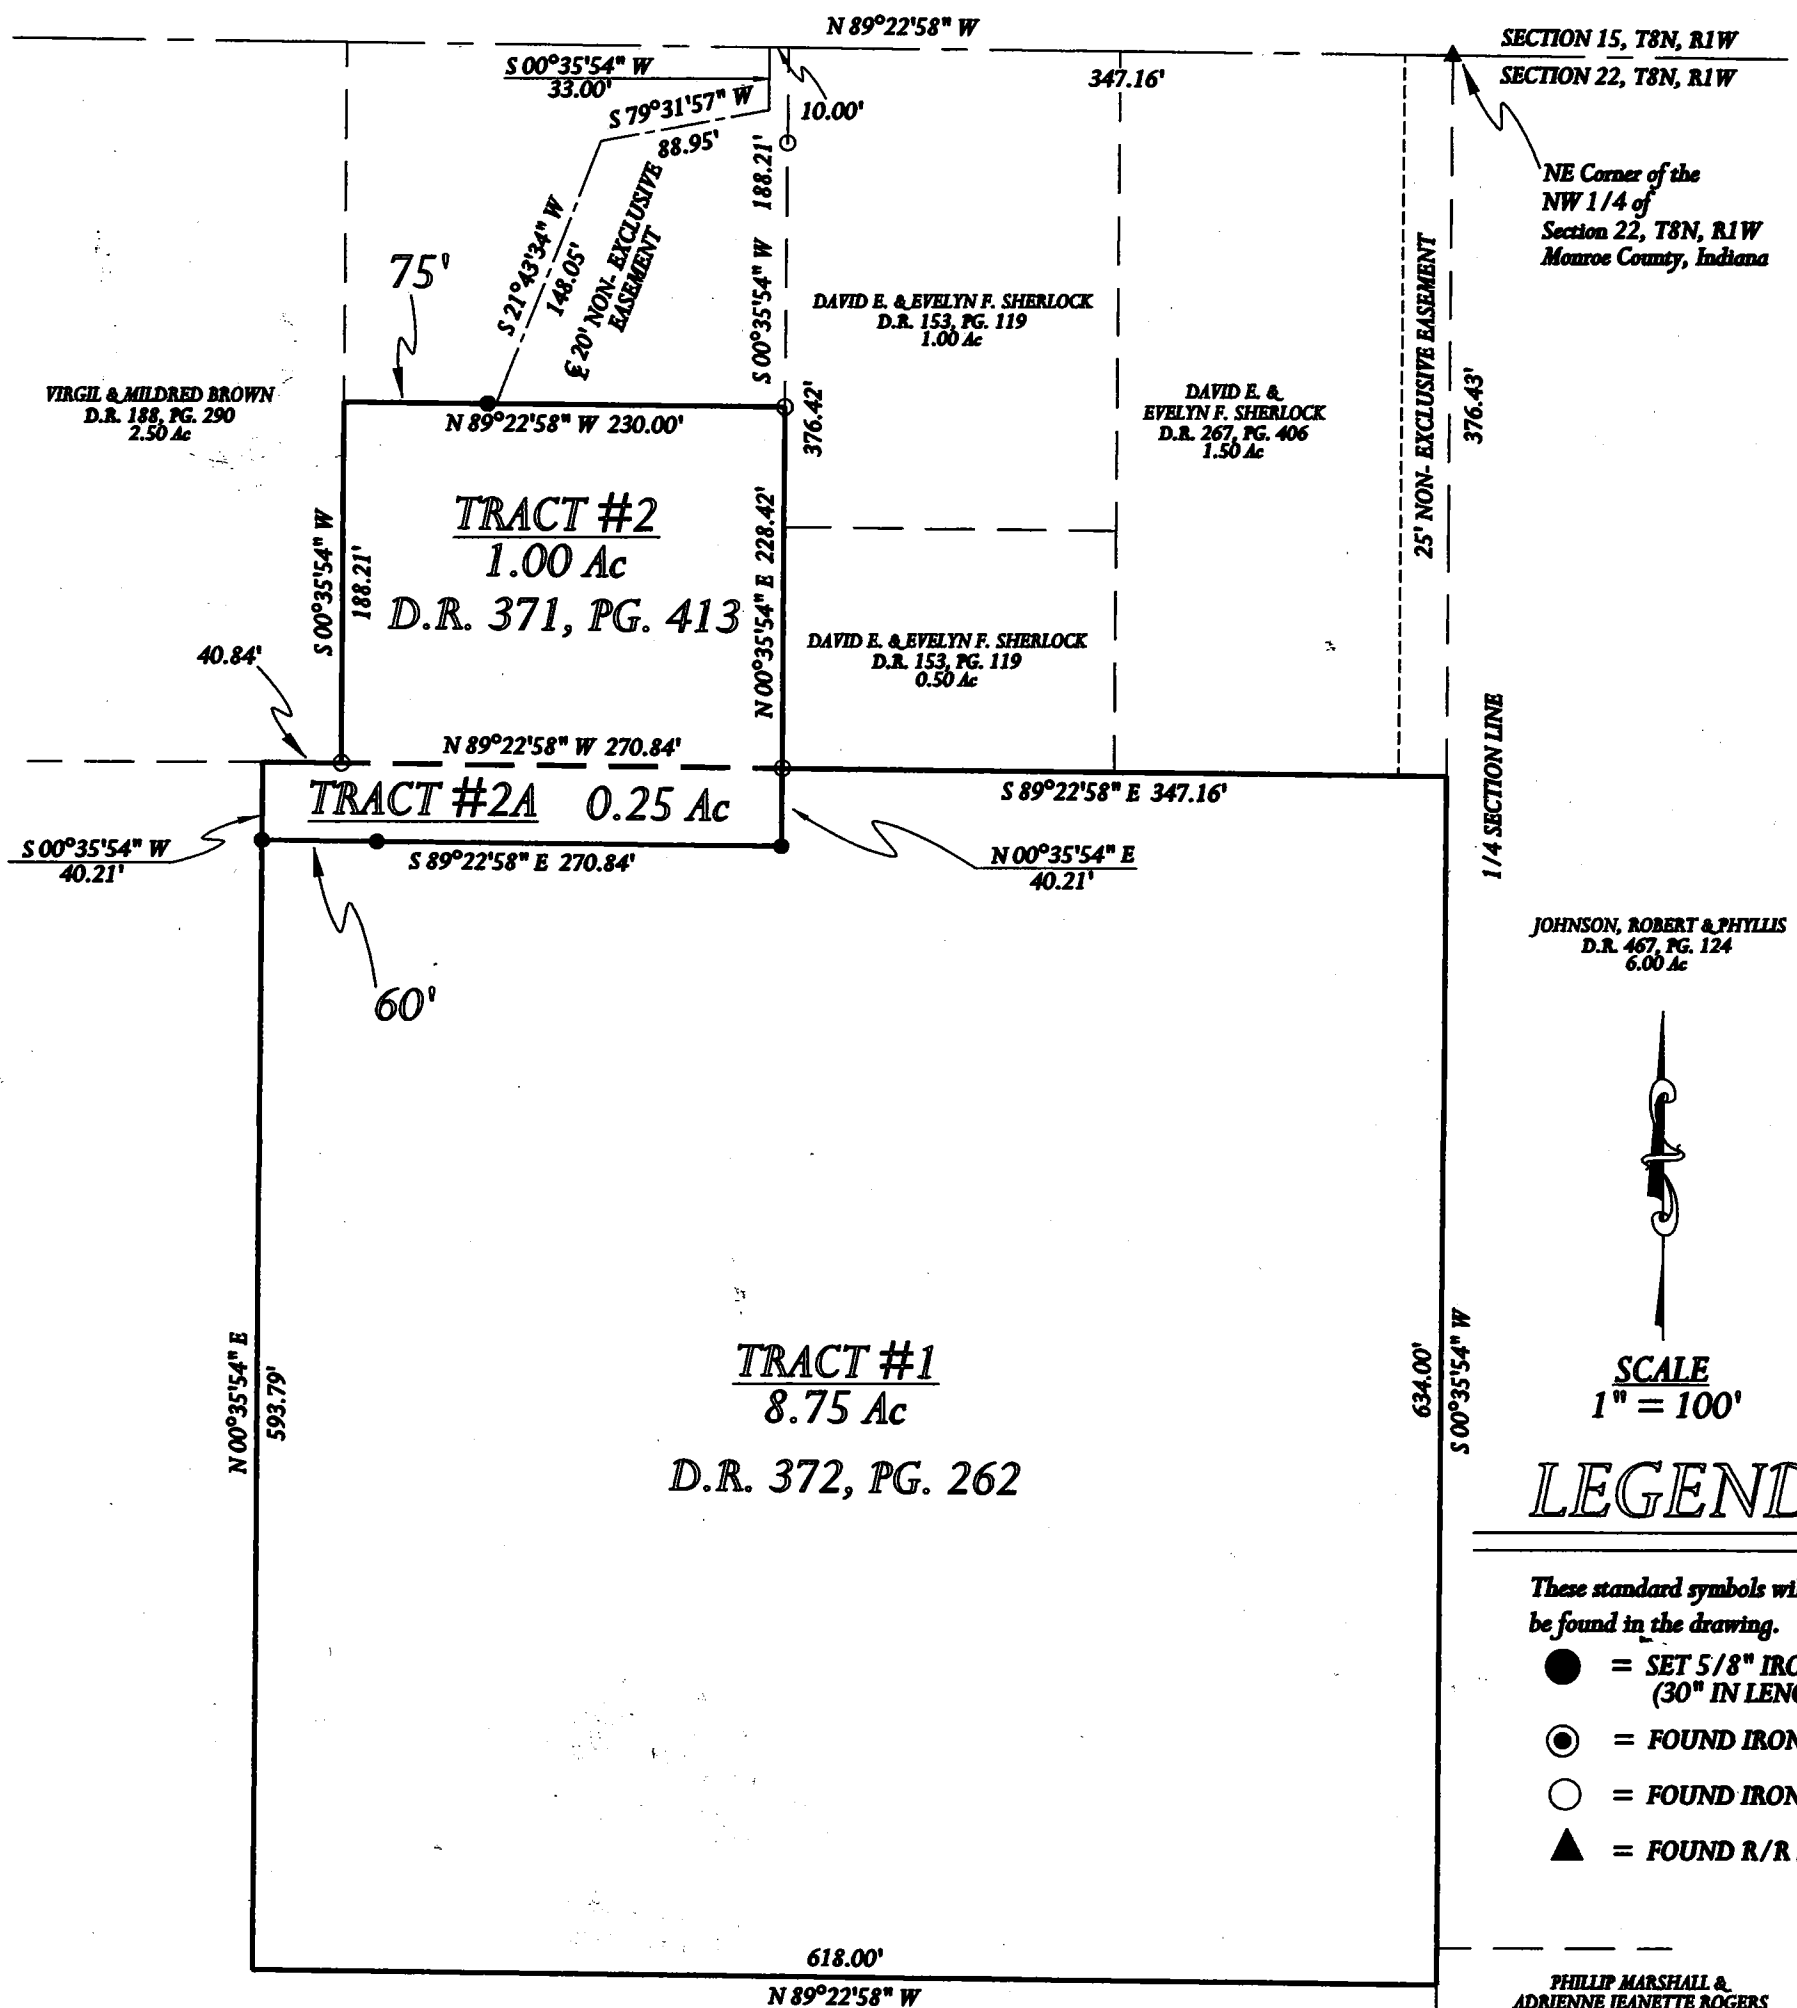 N 89°22'58" W
SECTION 15, T8N, R1W
SECTION 22, T8N, R1W
S 00°35'54" W
33.00'
347.16'
S 79°31'57" W
88.95'
10.00'
NE Corner of the
NW 1/4 of
Section 22, T8N, R1W
Monroe County, Indiana
S 00°35'54" W 188.21'
S 21°43'34" W
148.05'
℄ 20' NON- EXCLUSIVE
EASEMENT
75'
25' NON- EXCLUSIVE EASEMENT
376.43'
DAVID E. & EVELYN F. SHERLOCK
D.R. 153, PG. 119
1.00 Ac
VIRGIL & MILDRED BROWN
D.R. 188, PG. 290
2.50 Ac
DAVID E. &
EVELYN F. SHERLOCK
D.R. 267, PG. 406
1.50 Ac
N 89°22'58" W 230.00'
376.42'
TRACT #2
1.00 Ac
D.R. 371, PG. 413
S 00°35'54" W
188.21'
N 00°35'54" E 228.42'
DAVID E. & EVELYN F. SHERLOCK
D.R. 153, PG. 119
0.50 Ac
40.84'
N 89°22'58" W 270.84'
1/4 SECTION LINE
TRACT #2A 0.25 Ac
S 89°22'58" E 347.16'
S 00°35'54" W
40.21'
S 89°22'58" E 270.84'
N 00°35'54" E
40.21'
60'
JOHNSON, ROBERT & PHYLLIS
D.R. 467, PG. 124
6.00 Ac
TRACT #1
8.75 Ac
D.R. 372, PG. 262
N 00°35'54" E
593.79'
634.00'
S 00°35'54" W
SCALE
1" = 100'
LEGEND
These standard symbols wil
be found in the drawing.
= SET 5/8" IRO
(30" IN LENG
= FOUND IRON
= FOUND IRON
= FOUND R/R
618.00'
N 89°22'58" W
PHILLIP MARSHALL &
ADRIENNE JEANETTE ROGERS